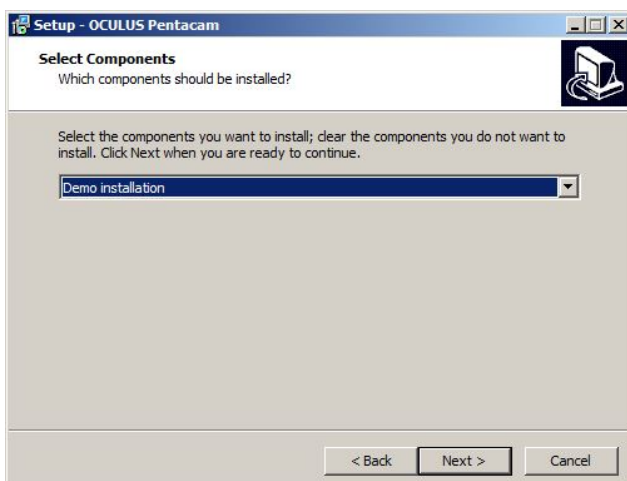 Setup - OCULUS Pentacam
Select Components
Which components should be installed?
Select the components you want to install; clear the components you do not want to
install. Click Next when you are ready to continue.
Demo installation
< Back
Next >
Cancel